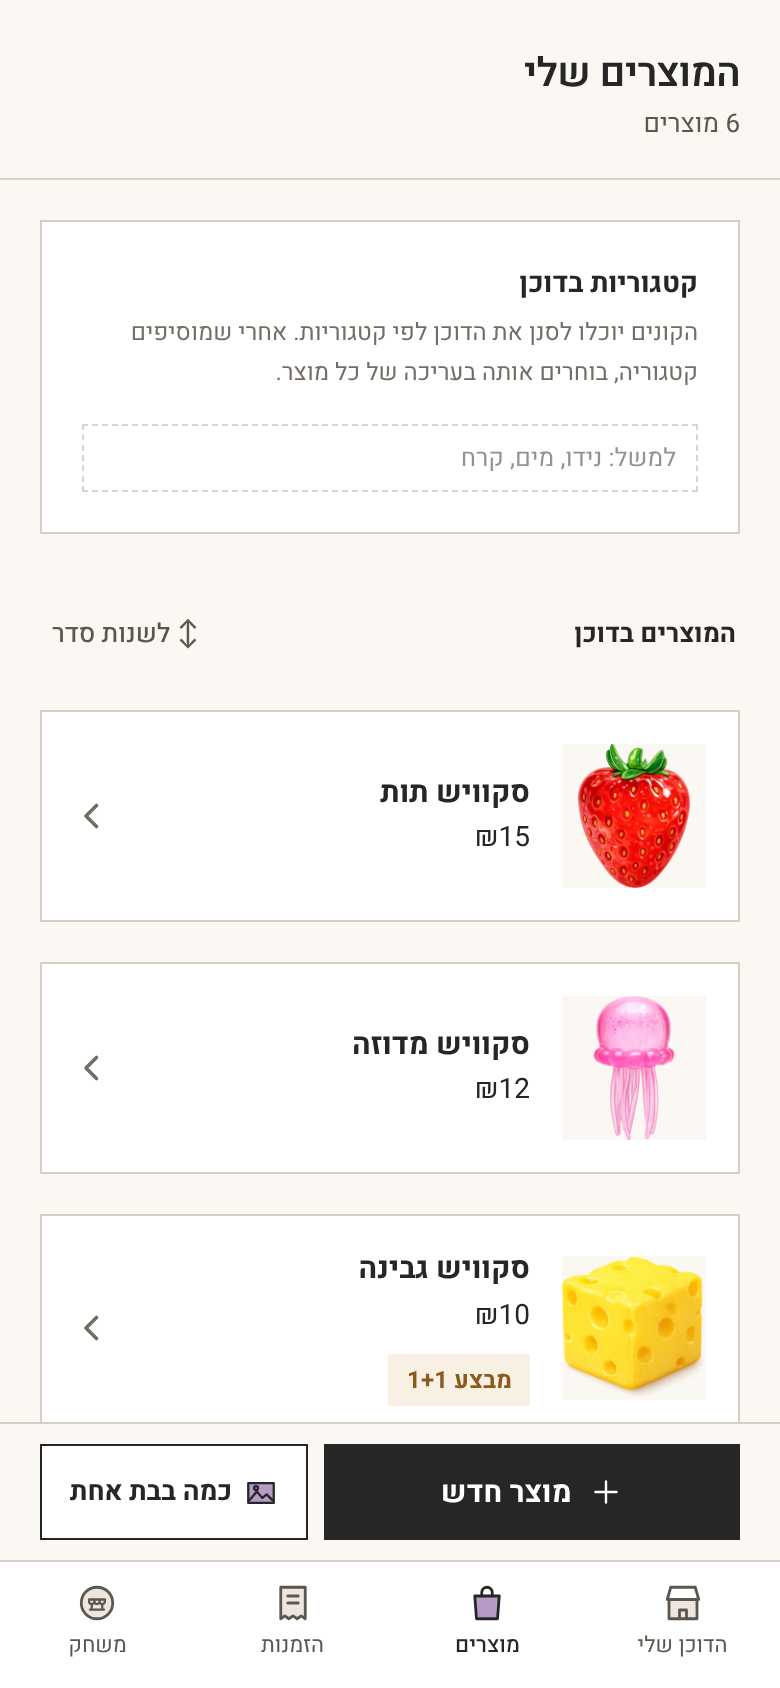 המוצרים שלי
6 מוצרים
קטגוריות בדוכן
הקונים יוכלו לסנן את הדוכן לפי קטגוריות. אחרי שמוסיפים
קטגוריה, בוחרים אותה בעריכה של כל מוצר.
למשל: נידו, מים, קרח
המוצרים בדוכן
לשנות סדר
סקוויש תות
₪15
סקוויש מדוזה
₪12
סקוויש גבינה
₪10
מבצע 1+1
מוצר חדש
כמה בבת אחת
הדוכן שלי
מוצרים
הזמנות
משחק